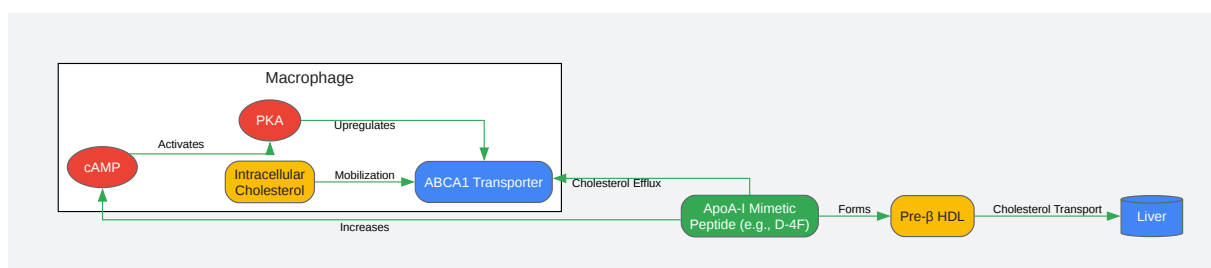 Macrophage
PKA
Upregulates
Activates
cAMP
Intracellular
Cholesterol
Mobilization
ABCA1 Transporter
Cholesterol Efflux
ApoA-I Mimetic
Peptide (e.g., D-4F)
Forms
Pre-β HDL
Cholesterol Transport
Liver
Increases